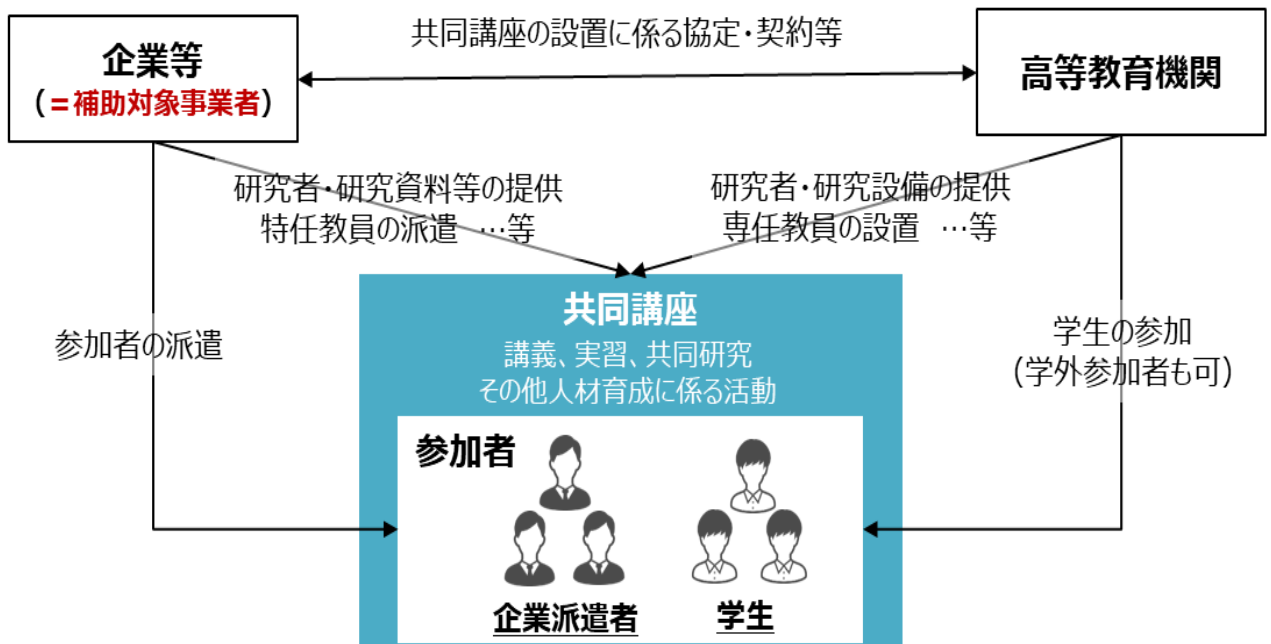 共同講座の設置に係る協定・契約等
企業等
(=補助対象事業者)
高等教育機関
研究者・研究資料等の提供
特任教員の派遣 …等
研究者・研究設備の提供
専任教員の設置 …等
参加者の派遣
学生の参加
(学外参加者も可)
共同講座
講義、実習、共同研究
その他人材育成に係る活動
参加者
企業派遣者
学生